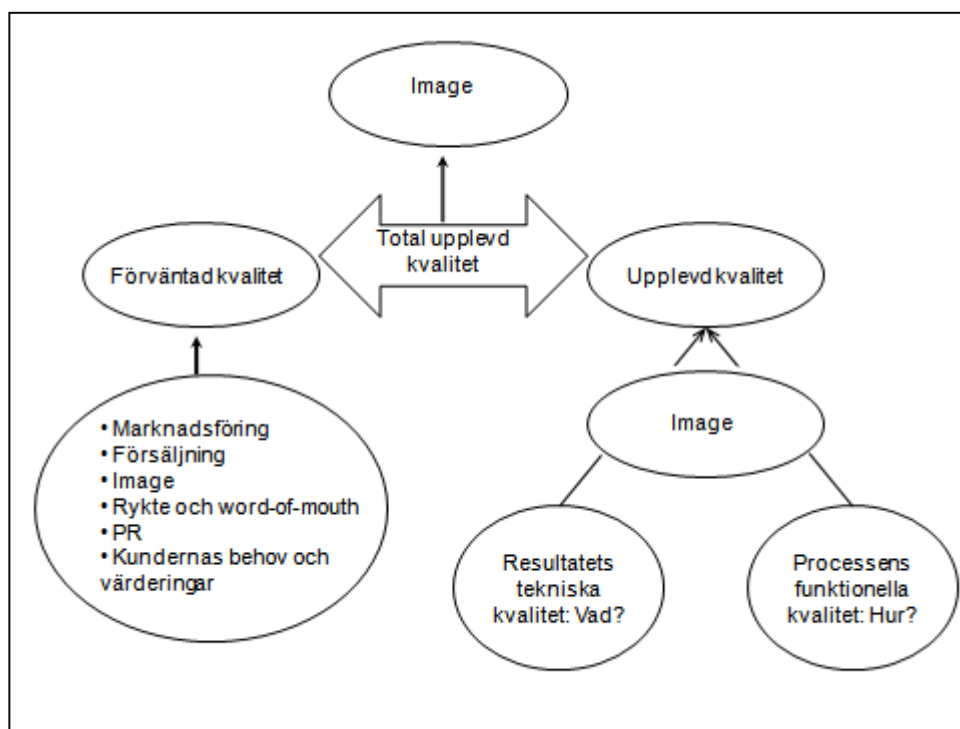 Image
Total upplevd
kvalitet
Förväntad kvalitet
Upplevd kvalitet
• Marknadsföring
• Försäljning
• Image
• Rykte och word-of-mouth
• PR
• Kundernas behov och
värderingar
Image
Resultatets
tekniska
kvalitet: Vad?
Processens
funktionella
kvalitet: Hur?